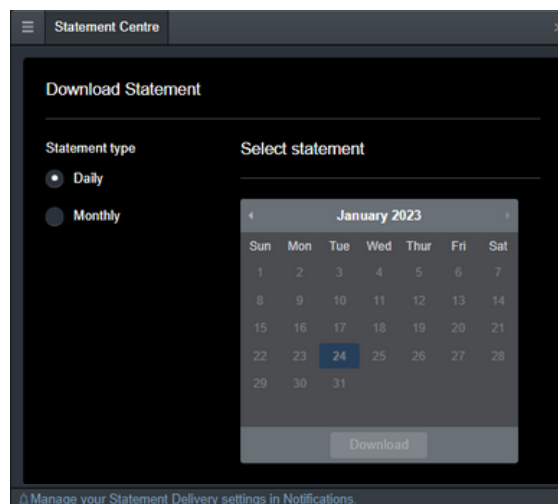 Statement Centre
Download Statement
Statement type
Daily
Monthly
Select statement
January 2023
Sun Mon Tue Wed Thur Fri Sat
1 2 3 4 5 6 7
8 9 10 11 12 13 14
15 16 17 18 19 20 21
22 23 24 25 26 27 28
29 30 31
Download
Manage your Statement Delivery settings in Notifications.